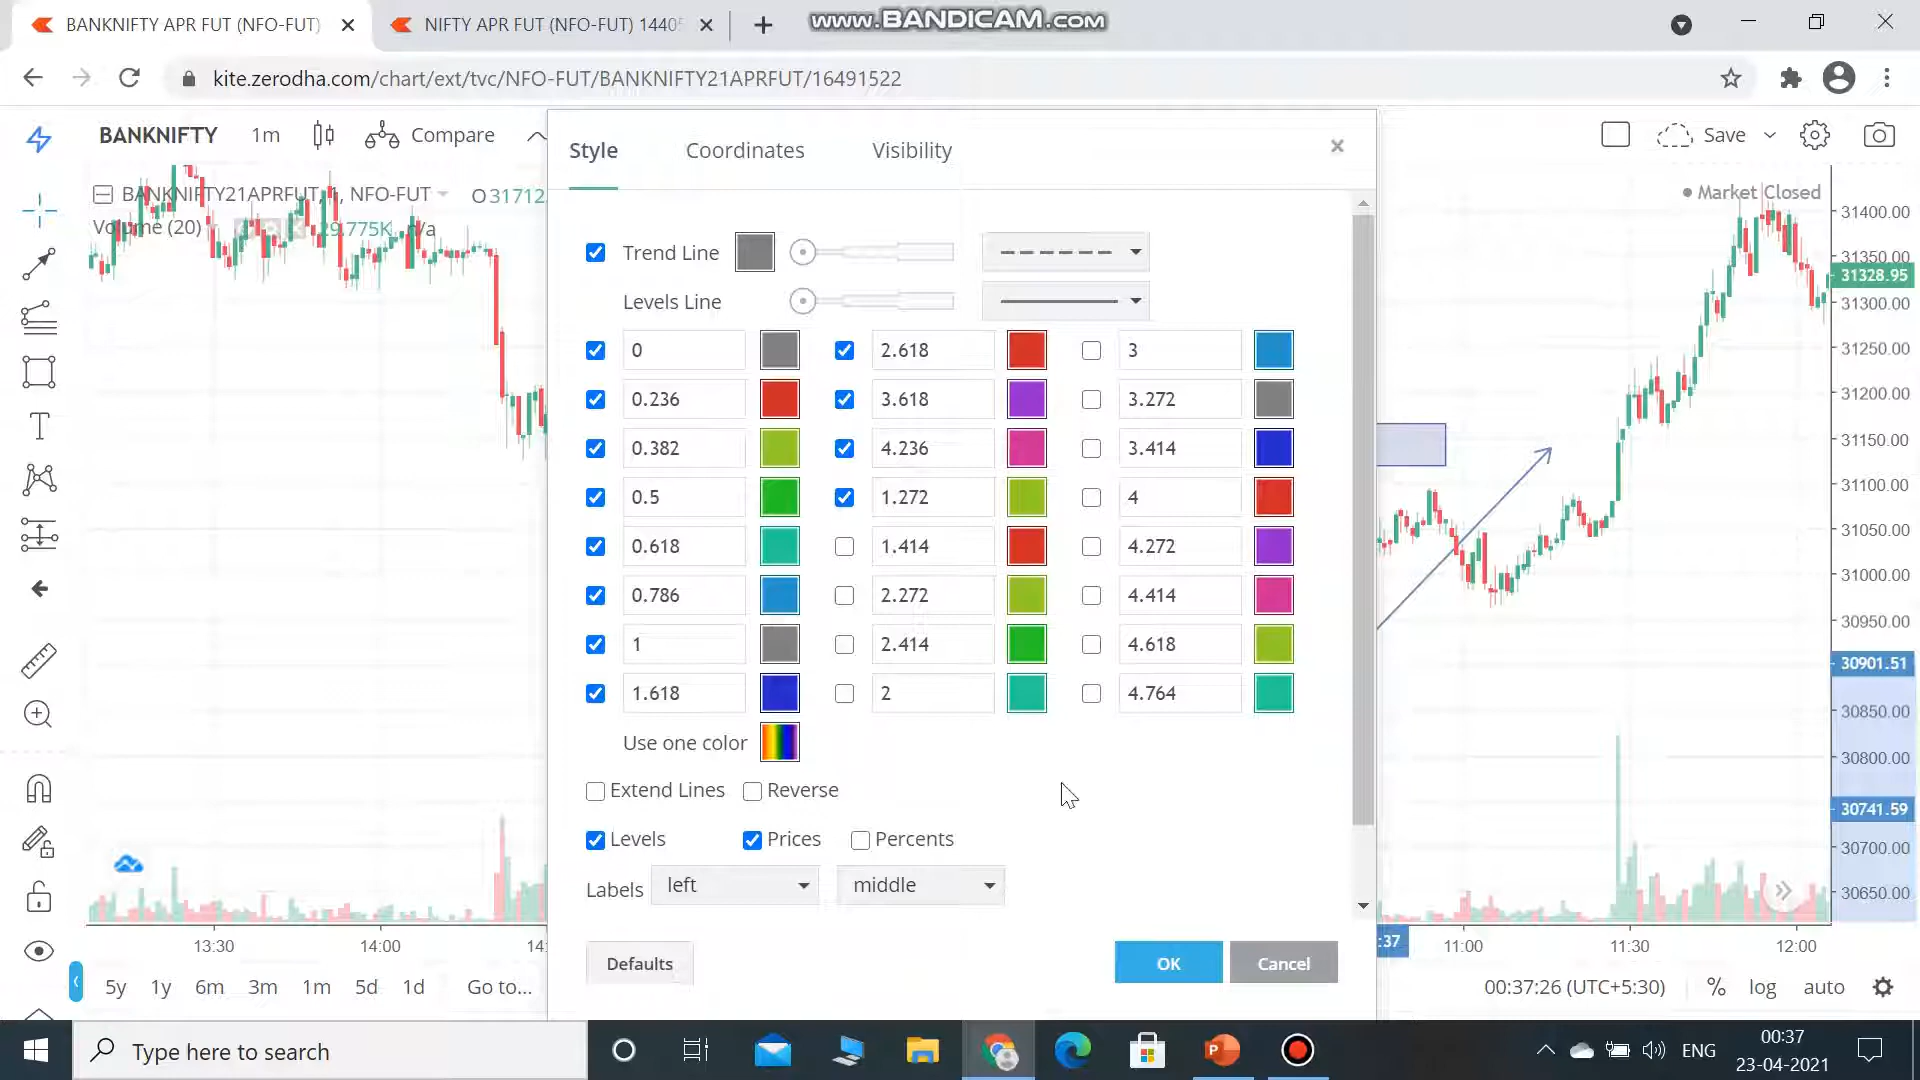 BANKNIFTY APR FUT (NFO-FUT)
NIFTY APR FUT (NFO-FUT) 1440
www.BANDICAM.com
kite.zerodha.com/chart/ext/tvc/NFO-FUT/BANKNIFTY21APRFUT/16491522
BANKNIFTY 1m Compare
Save
BANKNIFTY21APRFUT, 1, NFO-FUT O31712.
Volume (20) 29.775K n/a
Market Closed
Style Coordinates Visibility
Trend Line
Levels Line
0 2.618 3
0.236 3.618 3.272
0.382 4.236 3.414
0.5 1.272 4
0.618 1.414 4.272
0.786 2.272 4.414
1 2.414 4.618
1.618 2 4.764
Use one color
Extend Lines Reverse
Levels Prices Percents
Labels left middle
Defaults OK Cancel
31400.00
31350.00
31328.95
31300.00
31250.00
31200.00
31150.00
31100.00
31050.00
31000.00
30950.00
30901.51
30850.00
30800.00
30741.59
30700.00
30650.00
13:30 14:00 14: :37 11:00 11:30 12:00
5y 1y 6m 3m 1m 5d 1d Go to...
00:37:26 (UTC+5:30) % log auto
Type here to search
ENG
00:37
23-04-2021